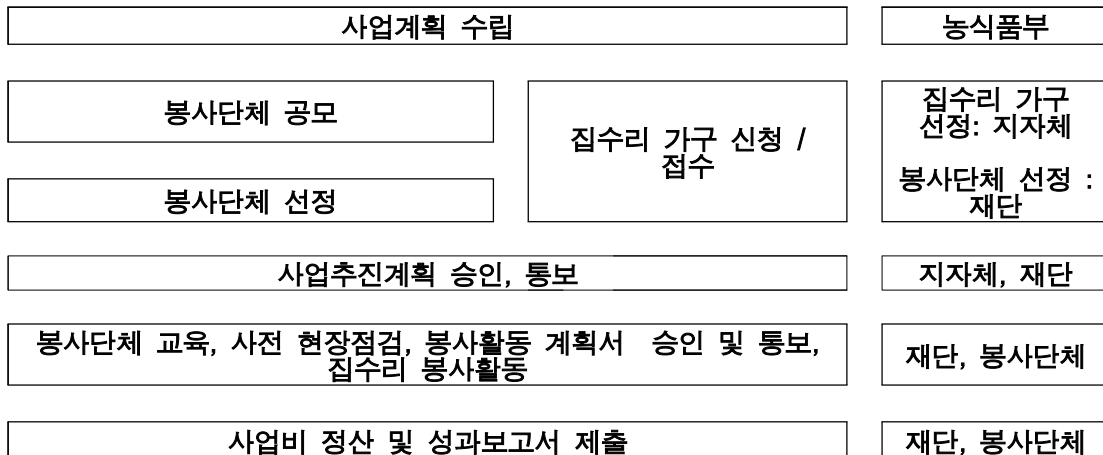 사업계획 수립
농식품부
봉사단체 공모
봉사단체 선정
집수리 가구 신청 /
접수
집수리 가구
선정: 지자체
봉사단체 선정 :
재단
사업추진계획 승인, 통보
지자체, 재단
봉사단체 교육, 사전 현장점검, 봉사활동 계획서 승인 및 통보,
집수리 봉사활동
재단, 봉사단체
사업비 정산 및 성과보고서 제출
재단, 봉사단체